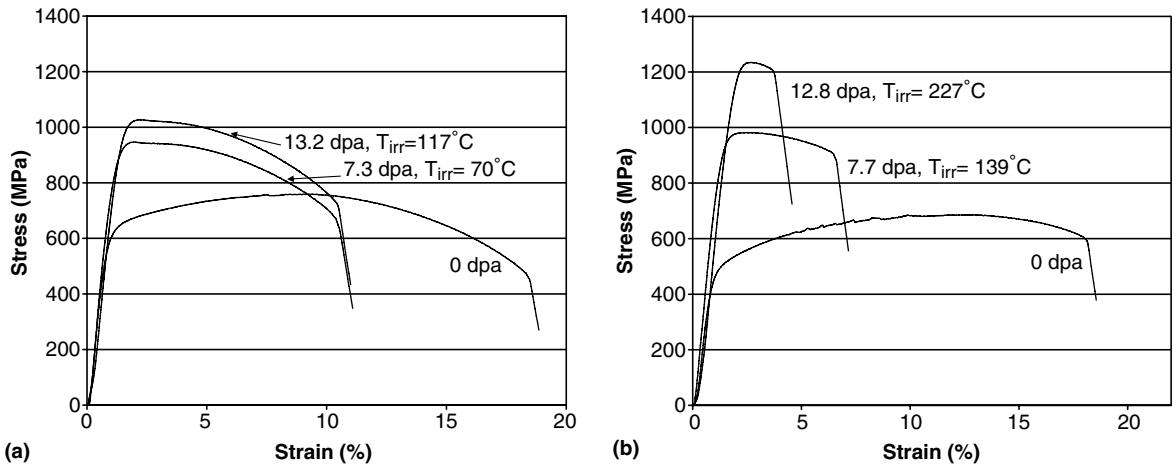 1400
1200
1000
800
600
400
200
0
Stress (MPa)
13.2 dpa, Tirr=117°C
7.3 dpa, Tirr= 70°C
0 dpa
0 5 10 15 20
(a) Strain (%)
1400
1200
1000
800
600
400
200
0
Stress (MPa)
12.8 dpa, Tirr= 227°C
7.7 dpa, Tirr= 139°C
0 dpa
0 5 10 15 20
(b) Strain (%)